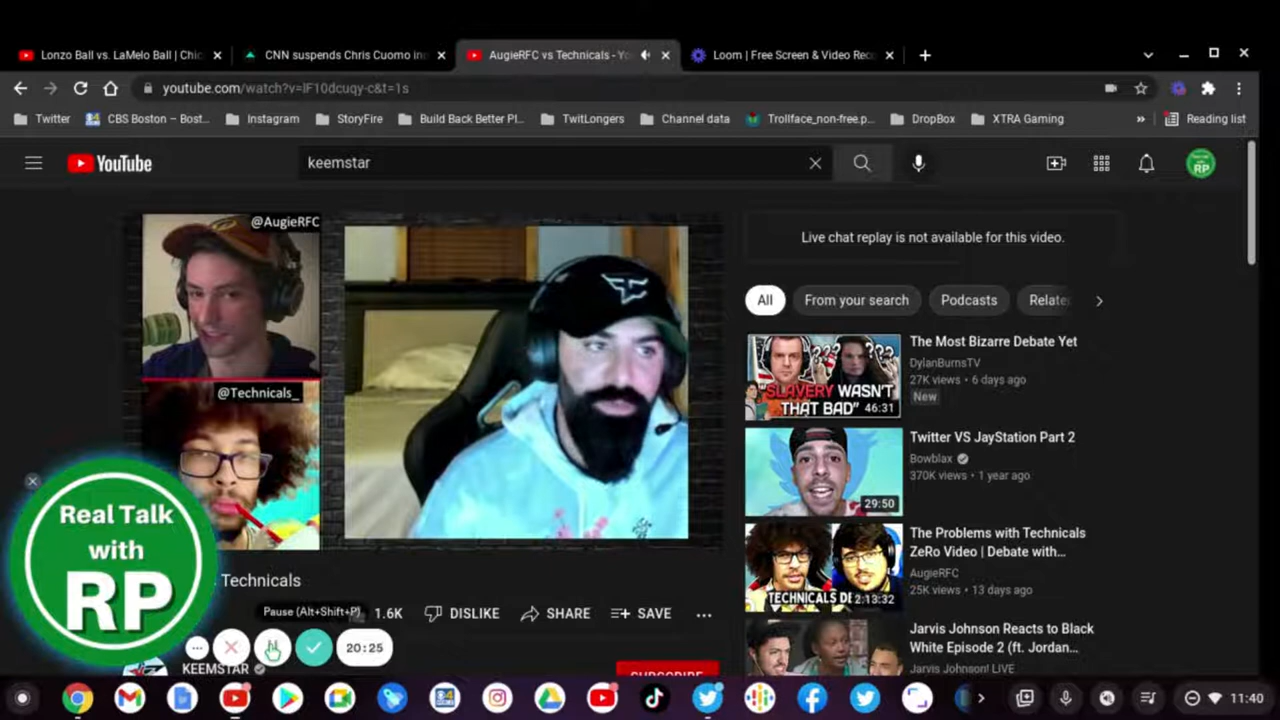 Lonzo Ball vs. LaMelo Ball | Chic
CNN suspends Chris Cuomo in
AugieRFC vs Technicals - Yo
Loom | Free Screen & Video Rec
youtube.com/watch?v=lF10dcuqy-c&t=1s
Twitter
CBS Boston – Bost...
Instagram
StoryFire
Build Back Better Pl...
TwitLongers
Channel data
Trollface_non-free.p...
DropBox
XTRA Gaming
»
Reading list
YouTube
keemstar
RP
@AugieRFC
@Technicals_
Live chat replay is not available for this video.
All
From your search
Podcasts
Relate
The Most Bizarre Debate Yet
DylanBurnsTV
27K views • 6 days ago
New
"SLAVERY WASN'T
THAT BAD"
46:31
Twitter VS JayStation Part 2
Bowblax
370K views • 1 year ago
29:50
The Problems with Technicals
ZeRo Video | Debate with...
AugieRFC
25K views • 13 days ago
TECHNICALS DE
2:13:32
Jarvis Johnson Reacts to Black
White Episode 2 (ft. Jordan...
Jarvis Johnson! LIVE
Real Talk
with
RP
Technicals
Pause (Alt+Shift+P)
1.6K
DISLIKE
SHARE
SAVE
20:25
KEEMSTAR
SUBSCRIBE
11:40